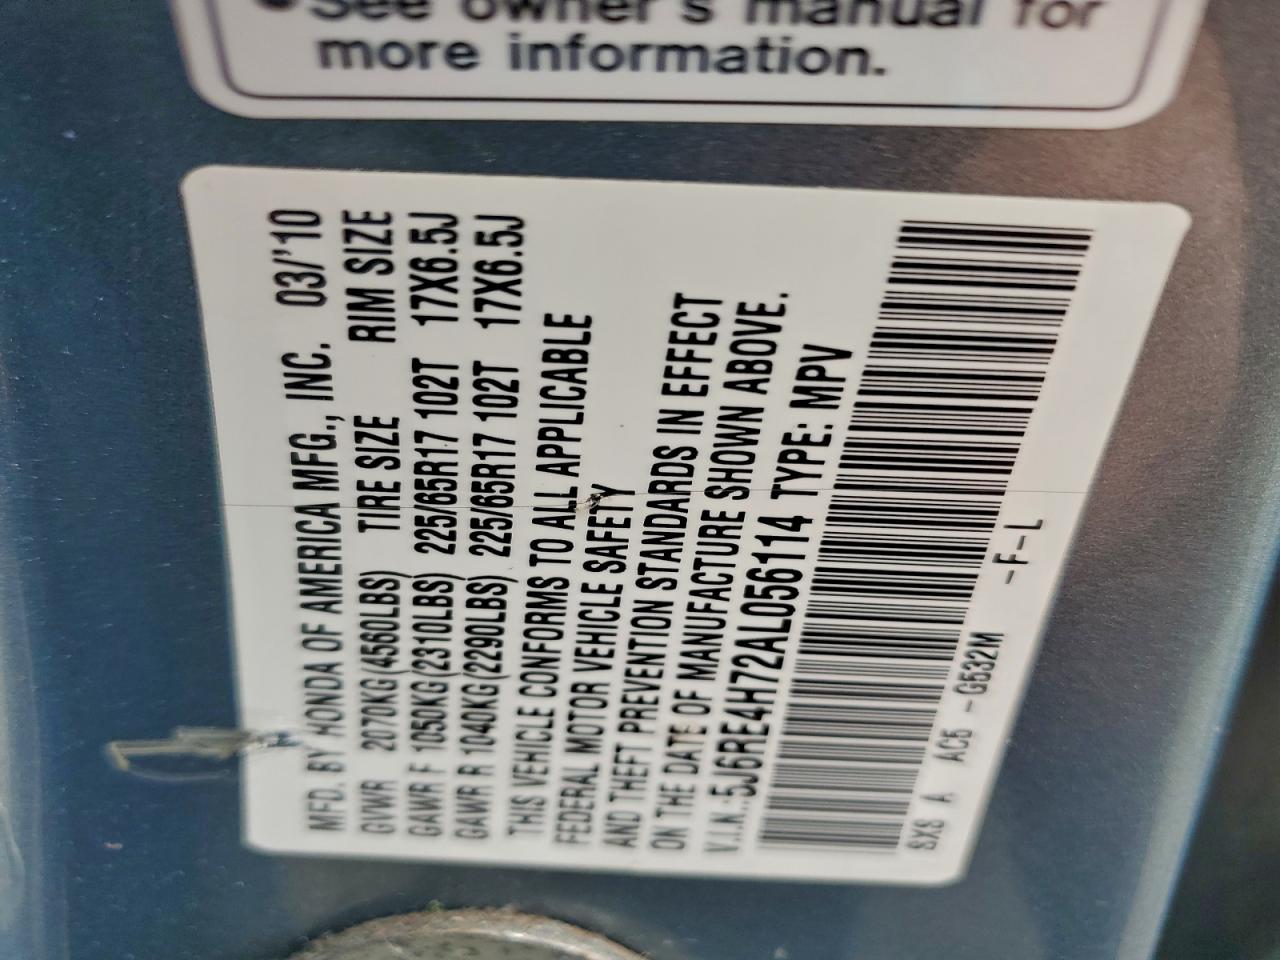 See owner's manual for
more information.
MFD. BY HONDA OF AMERICA MFG., INC. 03/'10
GVWR 2070KG(4560LBS) TIRE SIZE RIM SIZE
GAWR F 1050KG(2310LBS) 225/65R17 102T 17X6.5J
GAWR R 1040KG(2290LBS) 225/65R17 102T 17X6.5J
THIS VEHICLE CONFORMS TO ALL APPLICABLE
FEDERAL MOTOR VEHICLE SAFETY
AND THEFT PREVENTION STANDARDS IN EFFECT
ON THE DATE OF MANUFACTURE SHOWN ABOVE.
V.I.N.:5J6RE4H72AL056114 TYPE: MPV
SXS A AC5 -G532M -F-L